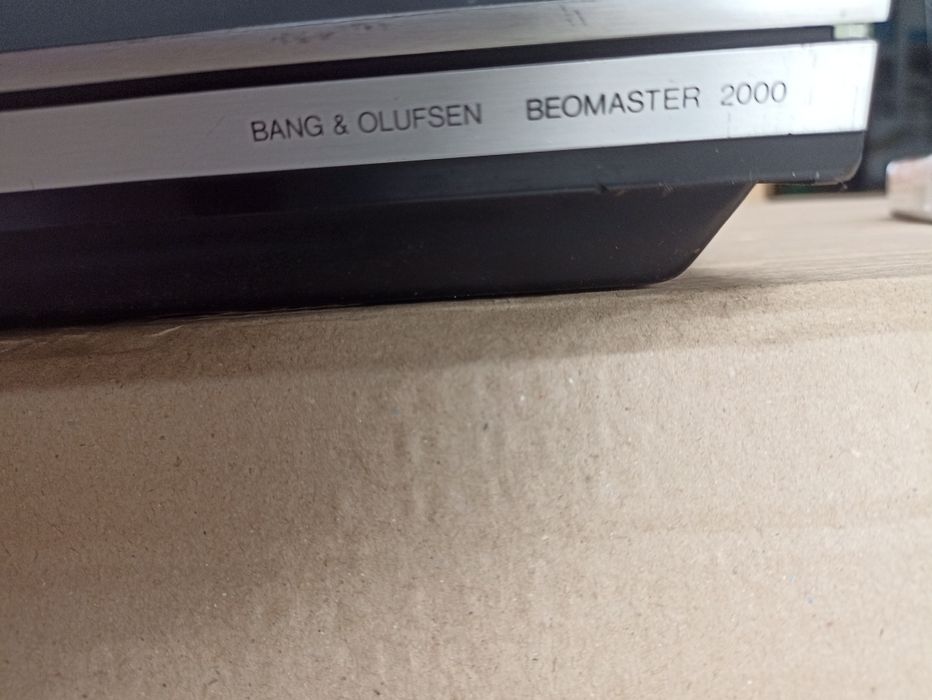 BANG & OLUFSEN BEOMASTER 2000